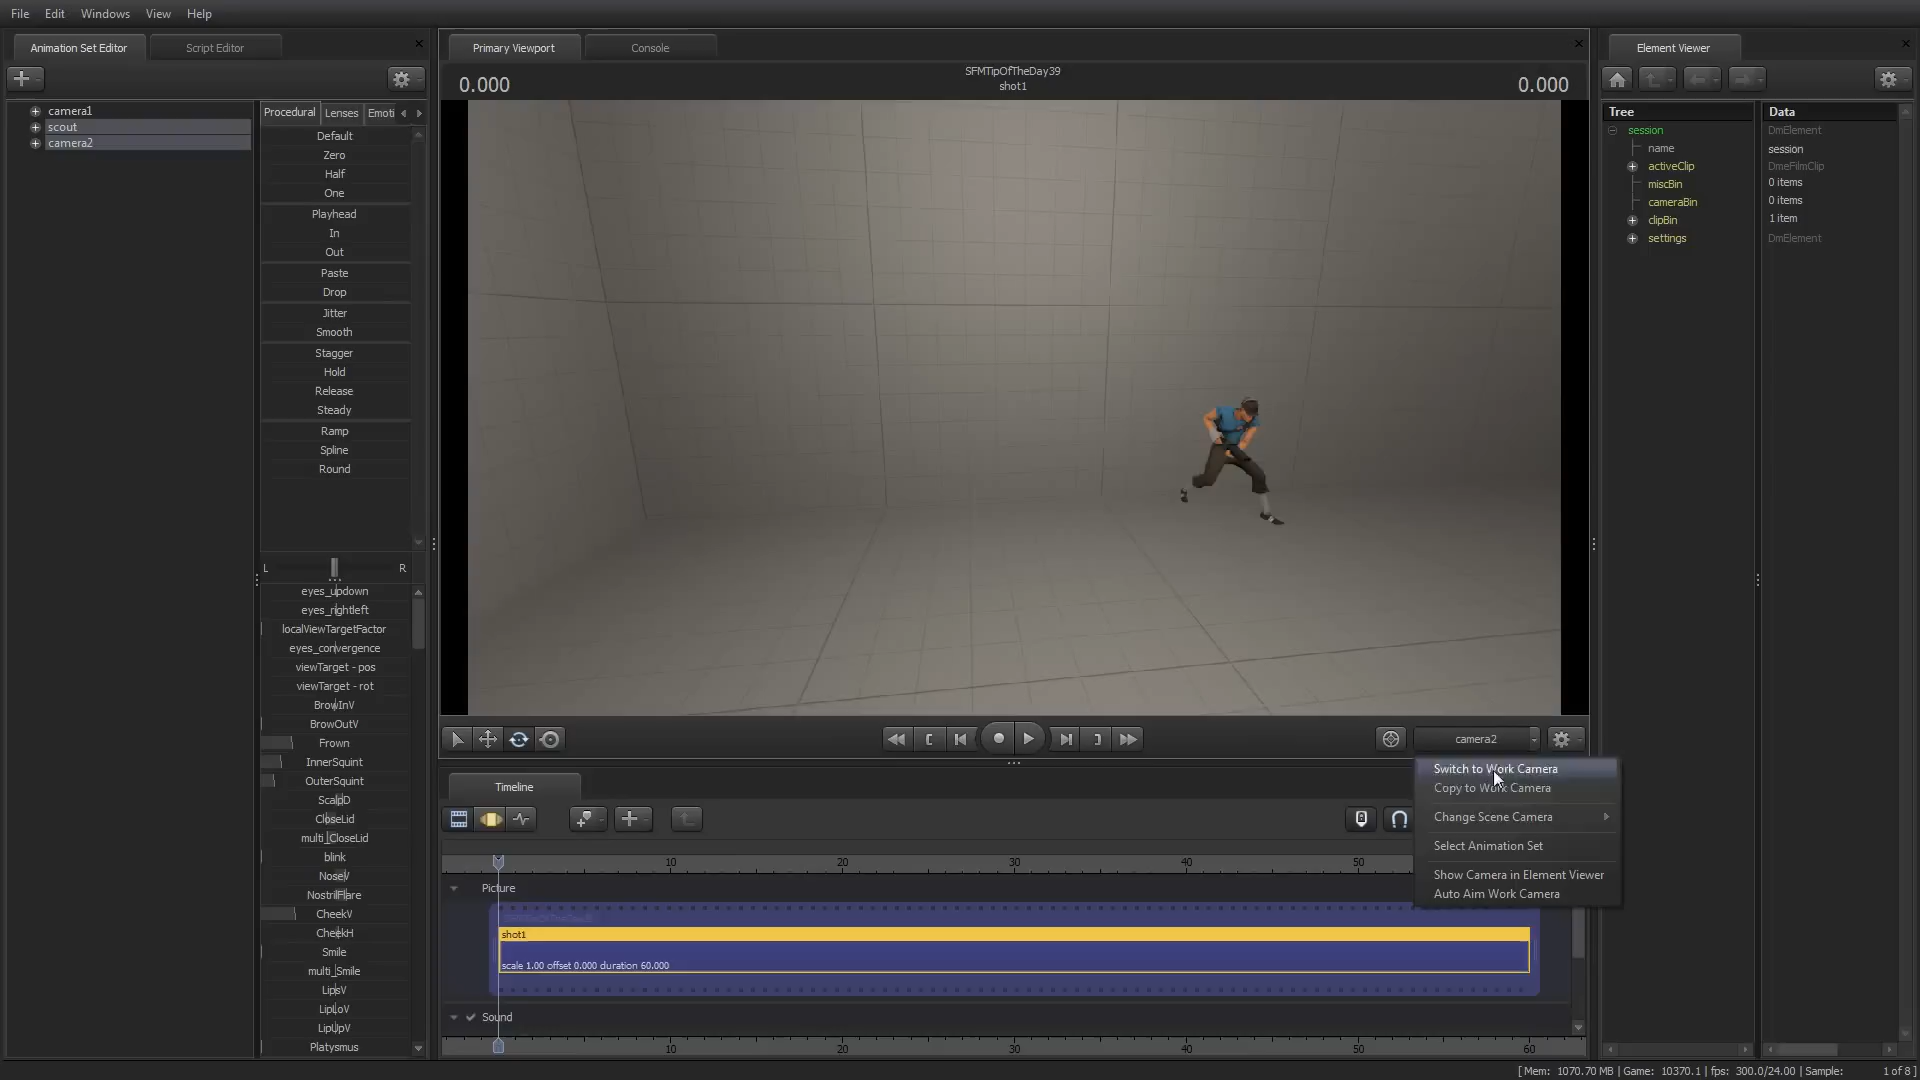 File Edit Windows View Help
Animation Set Editor Script Editor
camera1
scout
camera2
Procedural Lenses Emoti
Default
Zero
Half
One
Playhead
In
Out
Paste
Drop
Jitter
Smooth
Stagger
Hold
Release
Steady
Ramp
Spline
Round
L R
eyes_updown
eyes_rightleft
localViewTargetFactor
eyes_convergence
viewTarget - pos
viewTarget - rot
BrowInV
BrowOutV
Frown
InnerSquint
OuterSquint
ScalpD
CloseLid
multi_CloseLid
blink
NoseV
NostrilFlare
CheekV
CheekH
Smile
multi_Smile
LipsV
LipLoV
LipUpV
Platysmus
Primary Viewport Console
0.000 SFMTipOfTheDay39 0.000
shot1
camera2
Switch to Work Camera
Copy to Work Camera
Change Scene Camera
Select Animation Set
Show Camera in Element Viewer
Auto Aim Work Camera
Timeline
10 20 30 40 50
Picture
shot1
scale 1.00 offset 0.000 duration 60.000
Sound
10 20 30 40 50 60
Element Viewer
Tree Data
session DmElement
name session
activeClip DmeFilmClip
miscBin 0 items
cameraBin 0 items
clipBin 1 item
settings DmElement
[ Mem: 1070.70 MB | Game: 10370.1 | fps: 300.0/24.00 | Sample: 1 of 8 ]